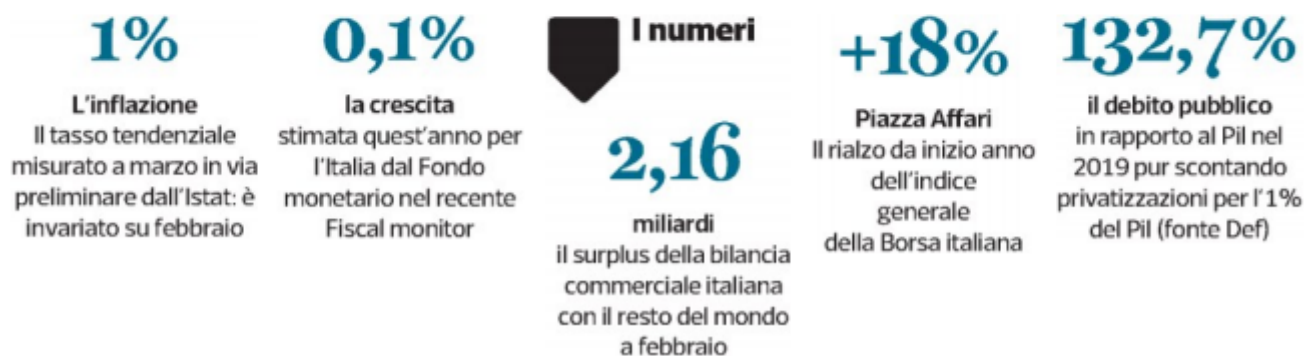 I numeri
1%
L'inflazione
Il tasso tendenziale
misurato a marzo in via
preliminare dall'Istat: è
invariato su febbraio
0,1%
la crescita
stimata quest'anno per
l'Italia dal Fondo
monetario nel recente
Fiscal monitor
2,16
miliardi
il surplus della bilancia
commerciale italiana
con il resto del mondo
a febbraio
+18%
Piazza Affari
Il rialzo da inizio anno
dell'indice
generale
della Borsa italiana
132,7%
il debito pubblico
in rapporto al Pil nel
2019 pur scontando
privatizzazioni per l'1%
del Pil (fonte Def)